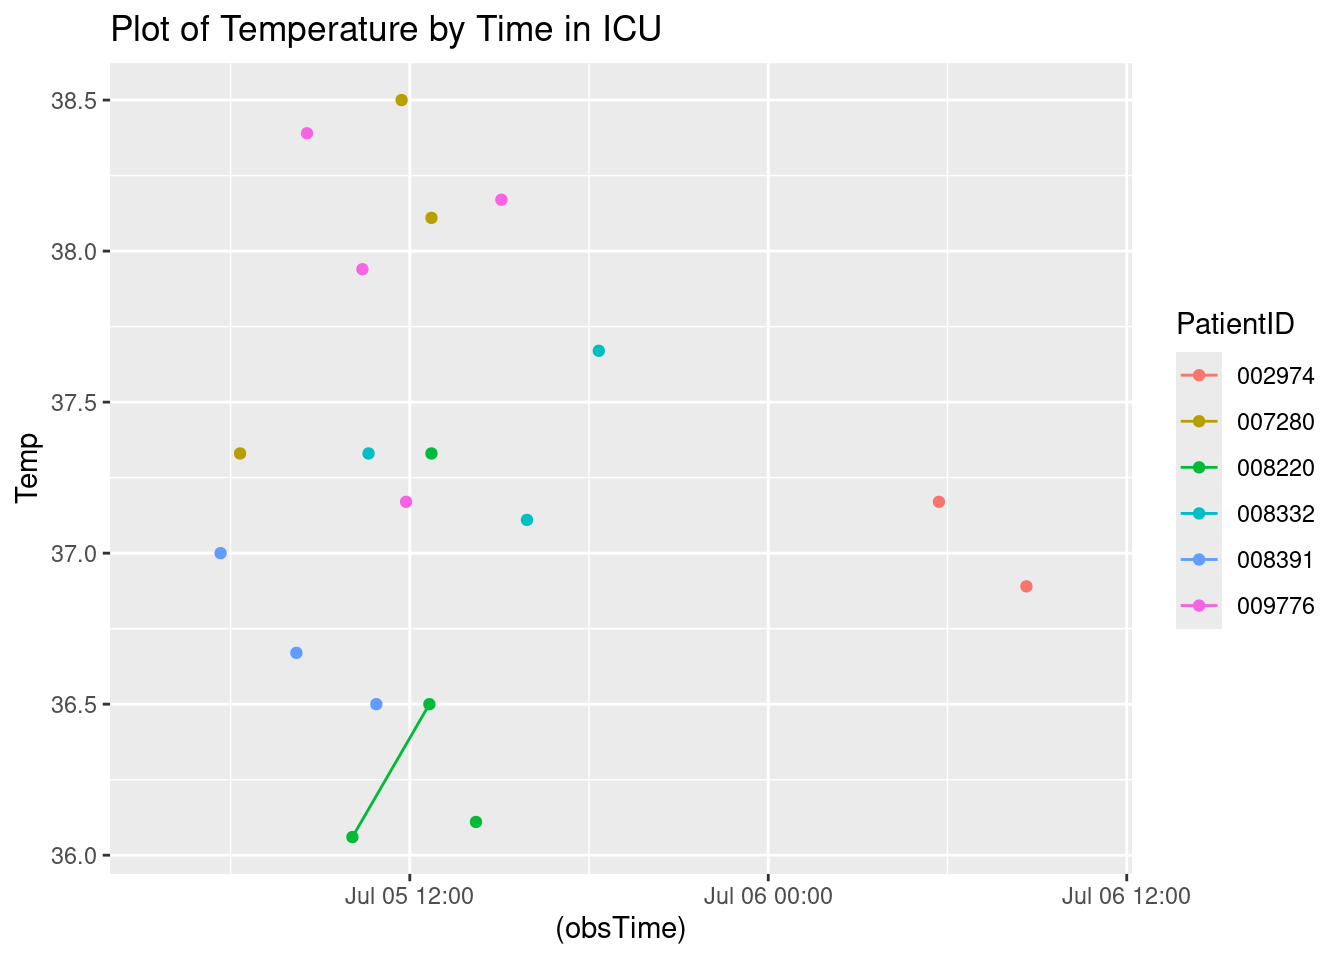 Plot of Temperature by Time in ICU
38.5
38.0
37.5
37.0
36.5
36.0
Temp
Jul 05 12:00
Jul 06 00:00
Jul 06 12:00
(obsTime)
PatientID
002974
007280
008220
008332
008391
009776